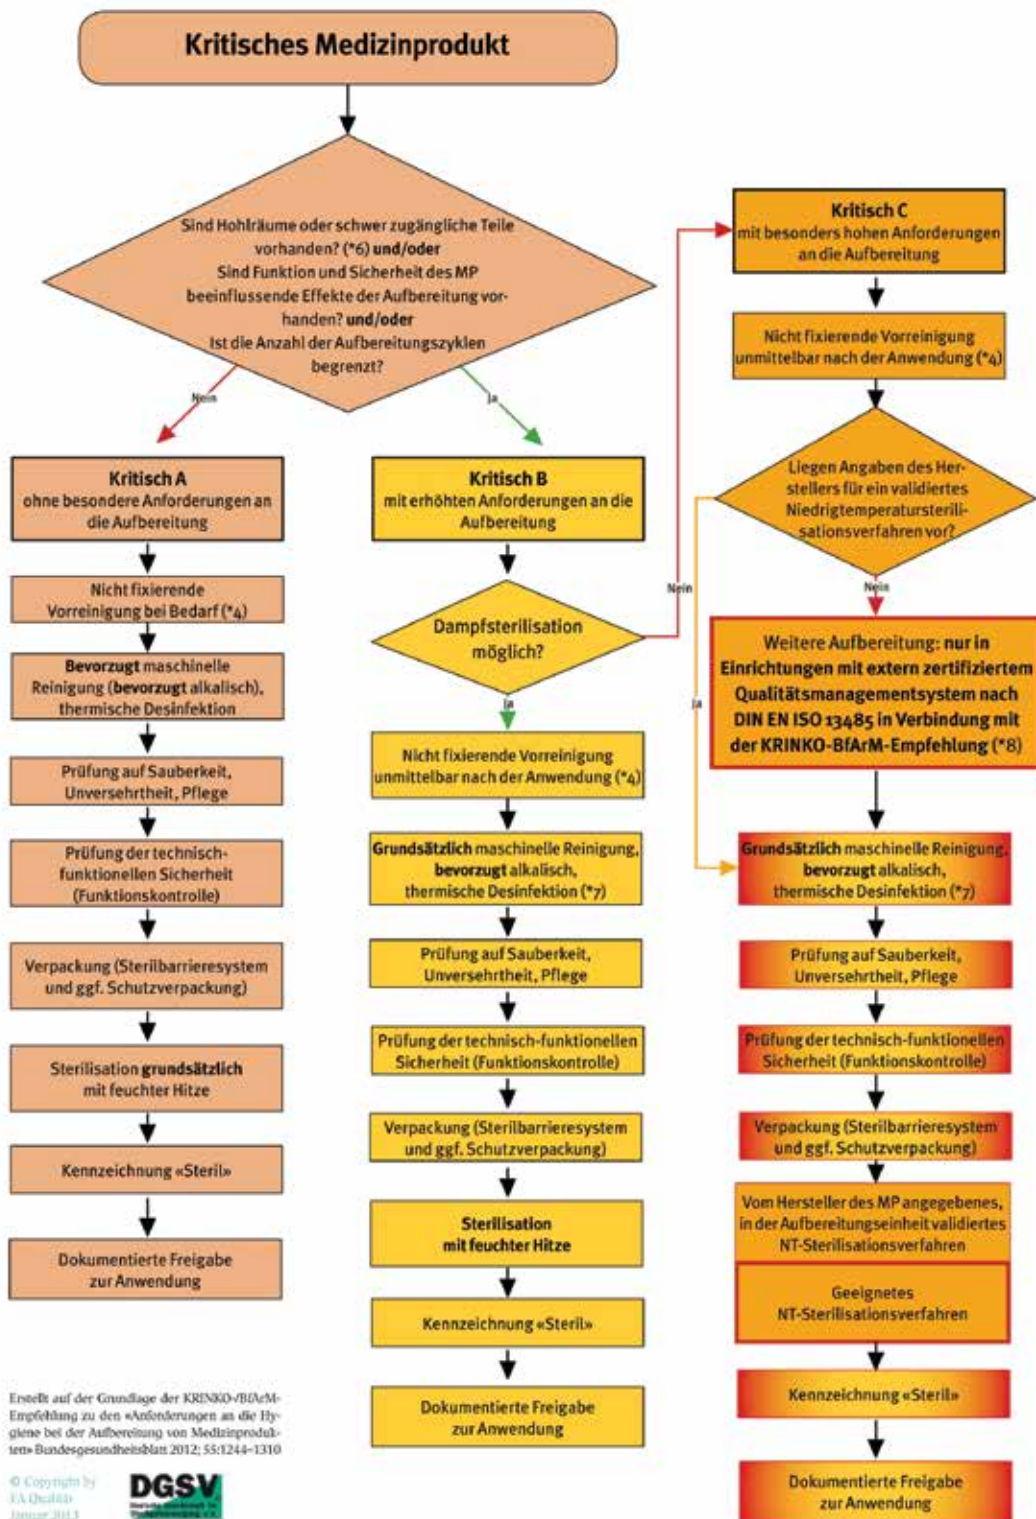 Kritisches Medizinprodukt
Sind Hohlräume oder schwer zugängliche Teile
vorhanden? (*6) und/oder
Sind Funktion und Sicherheit des MP
beeinflussende Effekte der Aufbereitung vor-
handen? und/oder
Ist die Anzahl der Aufbereitungszyklen
begrenzt?
Nein
Ja
Kritisch A
ohne besondere Anforderungen an
die Aufbereitung
Nicht fixierende
Vorreinigung bei Bedarf (*4)
Bevorzugt maschinelle
Reinigung (bevorzugt alkalisch),
thermische Desinfektion
Prüfung auf Sauberkeit,
Unversehrtheit, Pflege
Prüfung der technisch-
funktionellen Sicherheit
(Funktionskontrolle)
Verpackung (Sterilbarrieresystem
und ggf. Schutzverpackung)
Sterilisation grundsätzlich
mit feuchter Hitze
Kennzeichnung «Steril»
Dokumentierte Freigabe
zur Anwendung
Kritisch B
mit erhöhten Anforderungen an die
Aufbereitung
Dampfsterilisation
möglich?
Nein
Ja
Nicht fixierende Vorreinigung
unmittelbar nach der Anwendung (*4)
Grundsätzlich maschinelle Reinigung,
bevorzugt alkalisch,
thermische Desinfektion (*7)
Prüfung auf Sauberkeit,
Unversehrtheit, Pflege
Prüfung der technisch-funktionellen
Sicherheit (Funktionskontrolle)
Verpackung (Sterilbarrieresystem
und ggf. Schutzverpackung)
Sterilisation
mit feuchter Hitze
Kennzeichnung «Steril»
Dokumentierte Freigabe
zur Anwendung
Kritisch C
mit besonders hohen Anforderungen
an die Aufbereitung
Nicht fixierende Vorreinigung
unmittelbar nach der Anwendung (*4)
Liegen Angaben des Her-
stellers für ein validiertes
Niedrigtemperatursterili-
sationsverfahren vor?
Nein
Ja
Weitere Aufbereitung: nur in
Einrichtungen mit extern zertifiziertem
Qualitätsmanagementsystem nach
DIN EN ISO 13485 in Verbindung mit
der KRINKO-BfArM-Empfehlung (*8)
Grundsätzlich maschinelle Reinigung,
bevorzugt alkalisch,
thermische Desinfektion (*7)
Prüfung auf Sauberkeit,
Unversehrtheit, Pflege
Prüfung der technisch-funktionellen
Sicherheit (Funktionskontrolle)
Verpackung (Sterilbarrieresystem
und ggf. Schutzverpackung)
Vom Hersteller des MP angegebenes,
in der Aufbereitungseinheit validiertes
NT-Sterilisationsverfahren
Geeignetes
NT-Sterilisationsverfahren
Kennzeichnung «Steril»
Dokumentierte Freigabe
zur Anwendung
Erstellt auf der Grundlage der KRINKO-/BfArM-
Empfehlung zu den «Anforderungen an die Hy-
giene bei der Aufbereitung von Medizinproduk-
ten» Bundesgesundheitsblatt 2012; 55:1244–1310
© Copyright by
FA Qualität
Januar 2013
DGSV